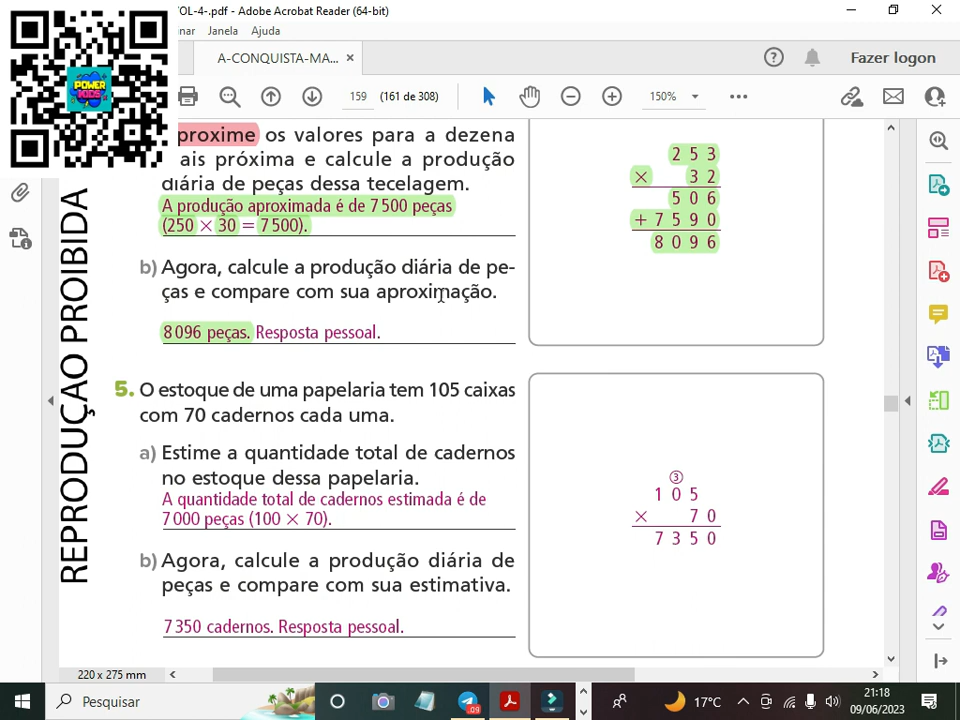 VOL-4-.pdf - Adobe Acrobat Reader (64-bit)
Janela Ajuda
A-CONQUISTA-MA... ×
Fazer logon
159 (161 de 308)
150%
POWER KIDS
REPRODUÇÃO PROIBIDA
proxime os valores para a dezena
ais próxima e calcule a produção
diária de peças dessa tecelagem.
A produção aproximada é de 7 500 peças
(250 × 30 = 7 500).
b) Agora, calcule a produção diária de pe-
ças e compare com sua aproximação.
8 096 peças. Resposta pessoal.
2 5 3
× 3 2
5 0 6
+ 7 5 9 0
8 0 9 6
5. O estoque de uma papelaria tem 105 caixas
com 70 cadernos cada uma.
a) Estime a quantidade total de cadernos
no estoque dessa papelaria.
A quantidade total de cadernos estimada é de
7 000 peças (100 × 70).
b) Agora, calcule a produção diária de
peças e compare com sua estimativa.
7 350 cadernos. Resposta pessoal.
③
1 0 5
× 7 0
7 3 5 0
220 x 275 mm
Pesquisar
17°C
21:18
09/06/2023